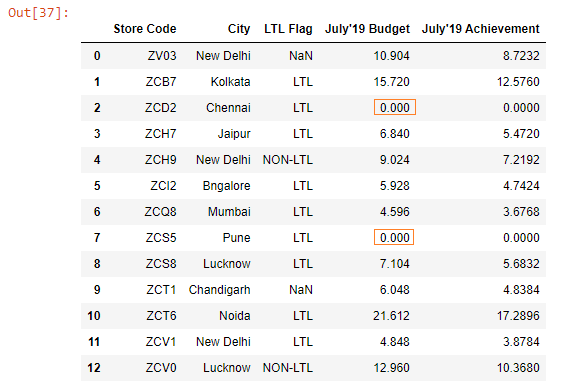 Out[37]:
Store Code City LTL Flag July'19 Budget July'19 Achievement
0 ZV03 New Delhi NaN 10.904 8.7232
1 ZCB7 Kolkata LTL 15.720 12.5760
2 ZCD2 Chennai LTL 0.000 0.0000
3 ZCH7 Jaipur LTL 6.840 5.4720
4 ZCH9 New Delhi NON-LTL 9.024 7.2192
5 ZCI2 Bngalore LTL 5.928 4.7424
6 ZCQ8 Mumbai LTL 4.596 3.6768
7 ZCS5 Pune LTL 0.000 0.0000
8 ZCS8 Lucknow LTL 7.104 5.6832
9 ZCT1 Chandigarh NaN 6.048 4.8384
10 ZCT6 Noida LTL 21.612 17.2896
11 ZCV1 New Delhi LTL 4.848 3.8784
12 ZCV0 Lucknow NON-LTL 12.960 10.3680